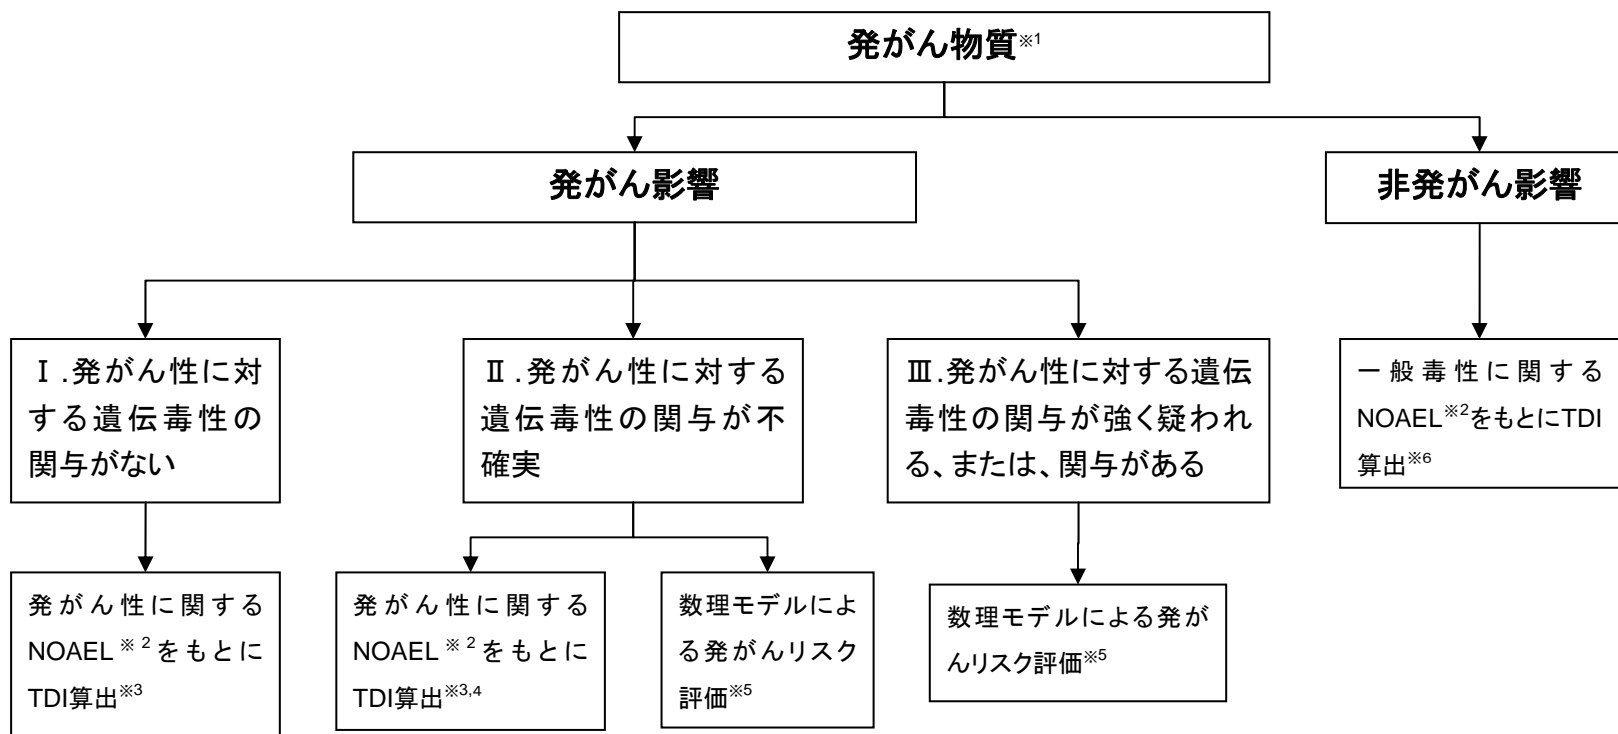 発がん物質※1
発がん影響
非発がん影響
Ⅰ.発がん性に対
する遺伝毒性の
関与がない
Ⅱ.発がん性に対する
遺伝毒性の関与が不
確実
Ⅲ.発がん性に対する遺伝
毒性の関与が強く疑われ
る、または、関与がある
一般毒性に関する
NOAEL※2をもとにTDI
算出※6
発がん性に関する
NOAEL※2をもとに
TDI算出※3
発がん性に関する
NOAEL※2をもとに
TDI算出※3,4
数理モデルによ
る発がんリスク
評価※5
数理モデルによる発が
んリスク評価※5